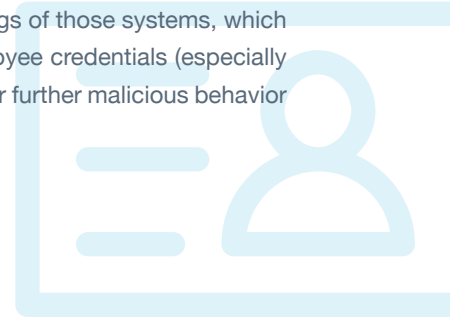 gs of those systems, which
oyee credentials (especially
r further malicious behavior